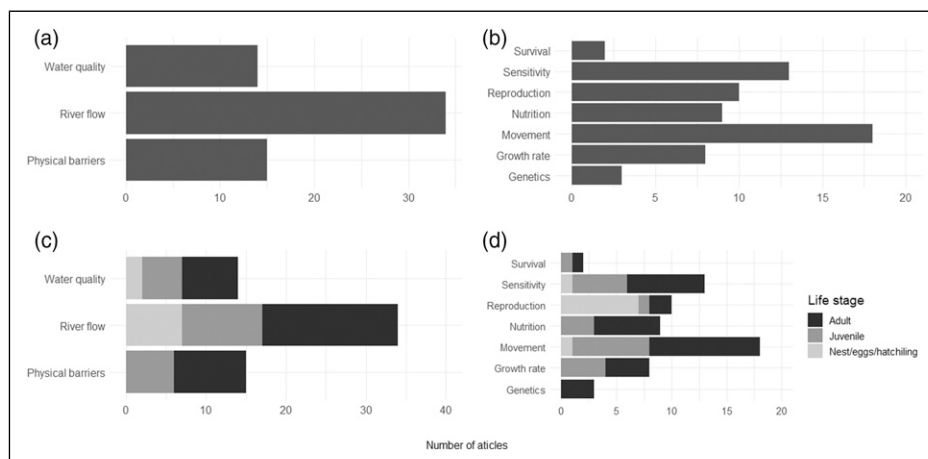 (a)
Water quality
River flow
Physical barriers
0 10 20 30
(b)
Survival
Sensitivity
Reproduction
Nutrition
Movement
Growth rate
Genetics
0 5 10 15 20
(c)
Water quality
River flow
Physical barriers
0 10 20 30 40
(d)
Survival
Sensitivity
Reproduction
Nutrition
Movement
Growth rate
Genetics
0 5 10 15 20
Life stage
Adult
Juvenile
Nest/eggs/hatchiling
Number of aticles